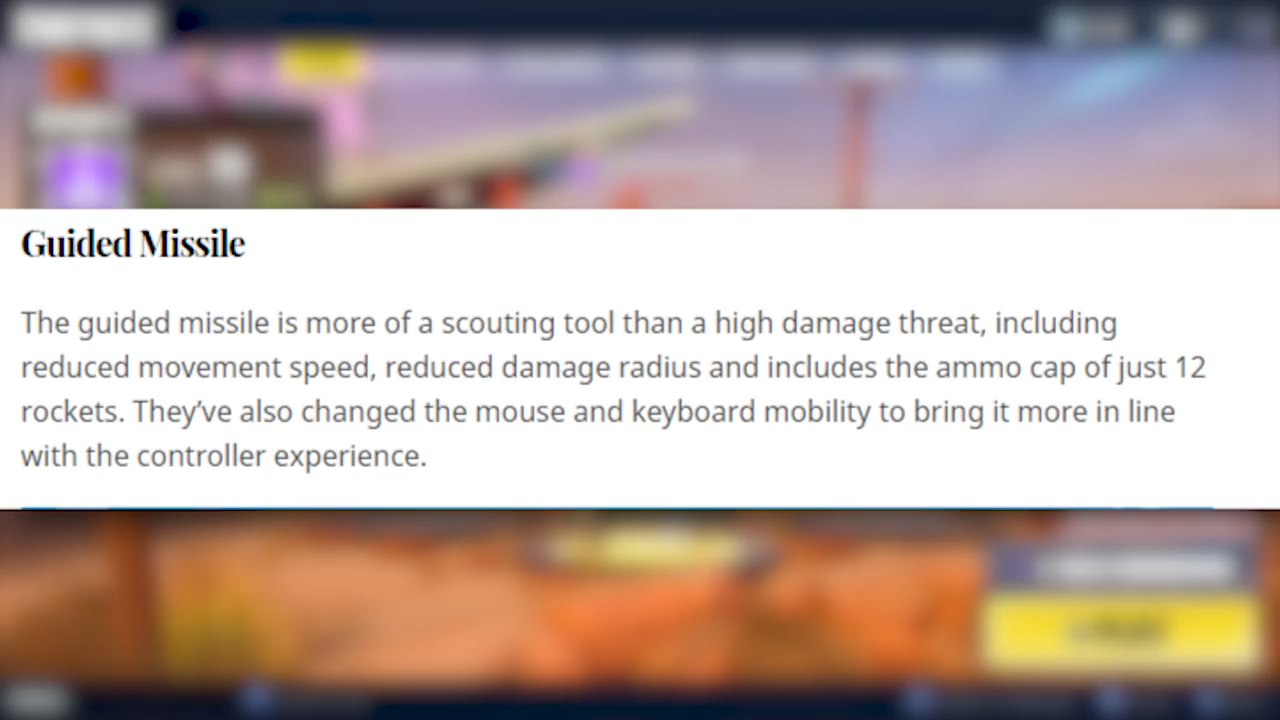 Guided Missile
The guided missile is more of a scouting tool than a high damage threat, including
reduced movement speed, reduced damage radius and includes the ammo cap of just 12
rockets. They’ve also changed the mouse and keyboard mobility to bring it more in line
with the controller experience.